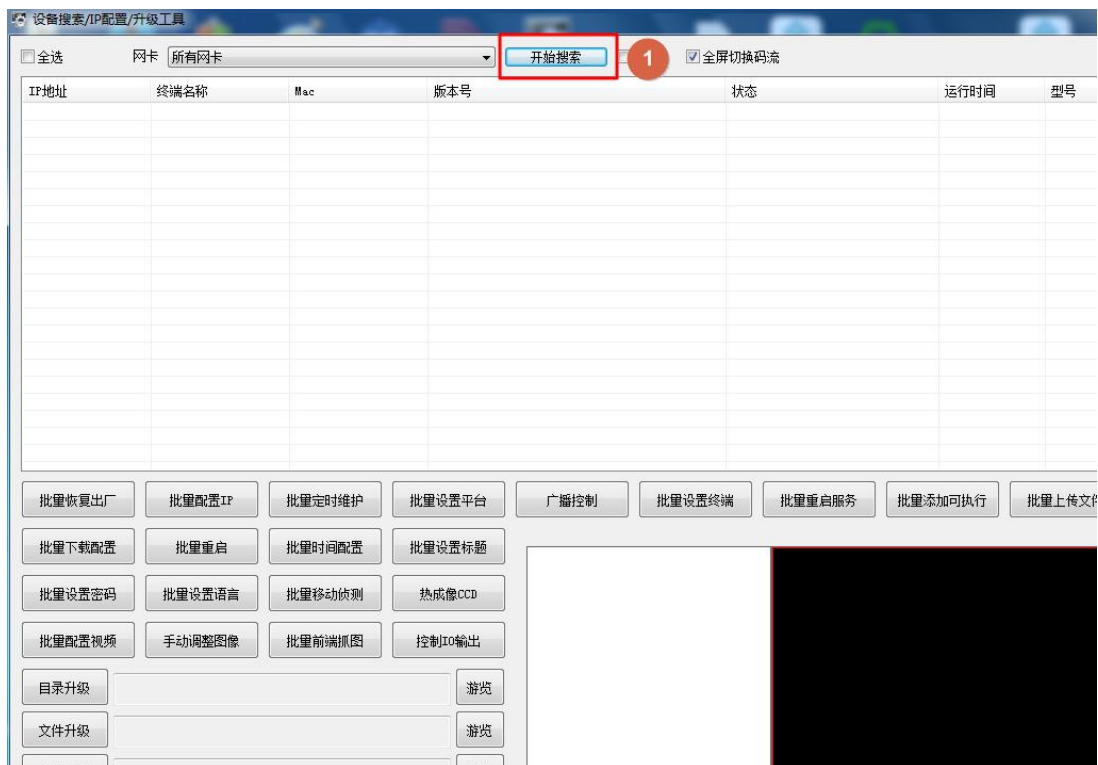 设备搜索/IP配置/升级工具
全选 网卡 所有网卡 开始搜索 1 全屏切换码流
IP地址 终端名称 Mac 版本号 状态 运行时间 型号
批量恢复出厂 批量配置IP 批量定时维护 批量设置平台 广播控制 批量设置终端 批量重启服务 批量添加可执行 批量上传文件
批量下载配置 批量重启 批量时间配置 批量设置标题
批量设置密码 批量设置语言 批量移动侦测 热成像CCD
批量配置视频 手动调整图像 批量前端抓图 控制IO输出
目录升级 游览
文件升级 游览